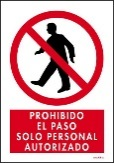 PROHIBIDO
EL PASO
SOLO PERSONAL
AUTORIZADO